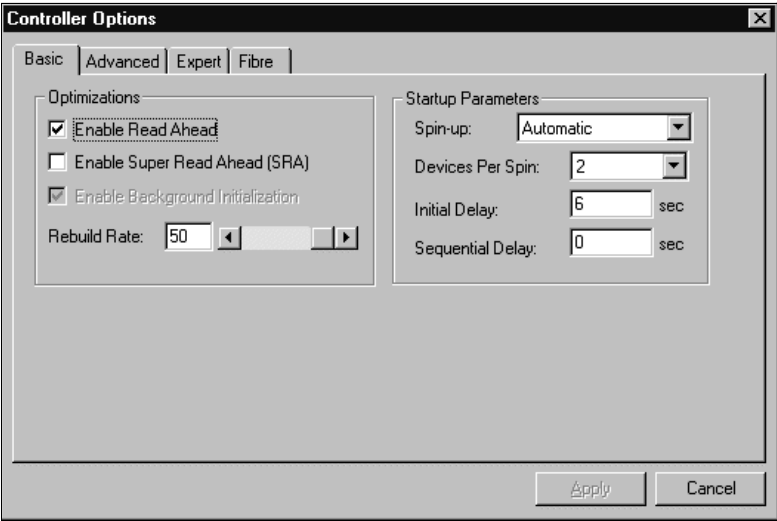 Controller Options
Basic Advanced Expert Fibre
Optimizations
Enable Read Ahead
Enable Super Read Ahead (SRA)
Enable Background Initialization
Rebuild Rate: 50
Startup Parameters
Spin-up: Automatic
Devices Per Spin: 2
Initial Delay: 6 sec
Sequential Delay: 0 sec
Apply Cancel